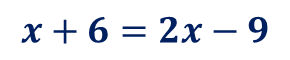 x + 6 = 2x − 9